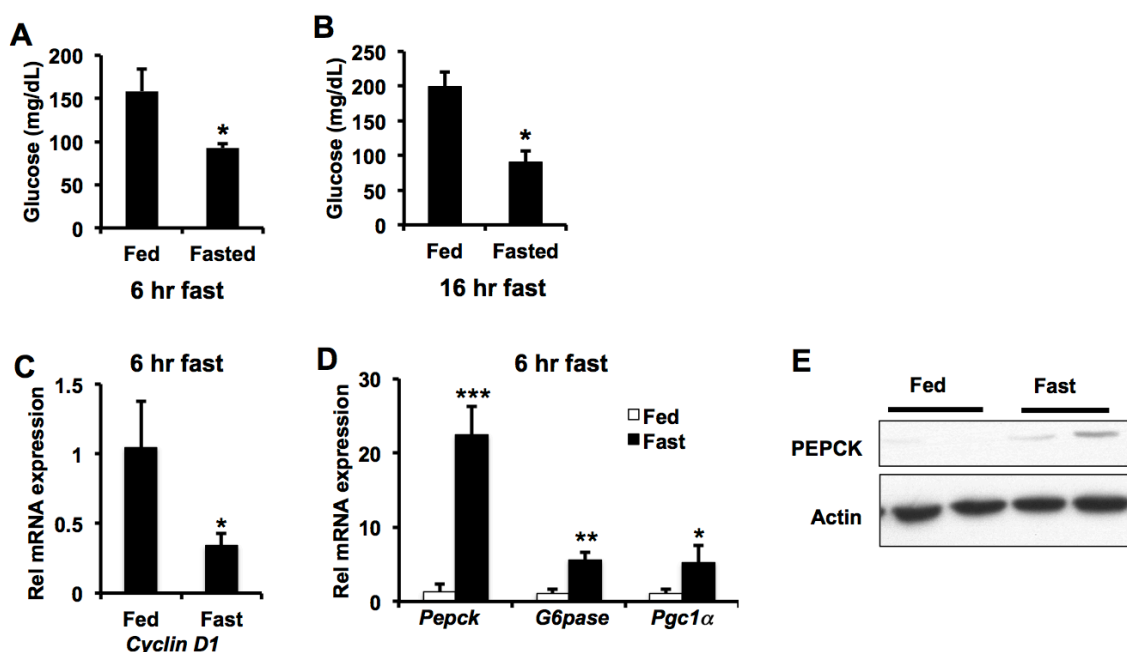 A
Glucose (mg/dL)
200
150
100
50
0
*
Fed Fasted
6 hr fast
B
Glucose (mg/dL)
250
200
150
100
50
0
*
Fed Fasted
16 hr fast
C
6 hr fast
Rel mRNA expression
1.5
1
0.5
0
*
Fed Fast
Cyclin D1
D
6 hr fast
Rel mRNA expression
30
20
10
0
***
**
*
Fed
Fast
Pepck G6pase Pgc1α
E
Fed Fast
PEPCK
Actin